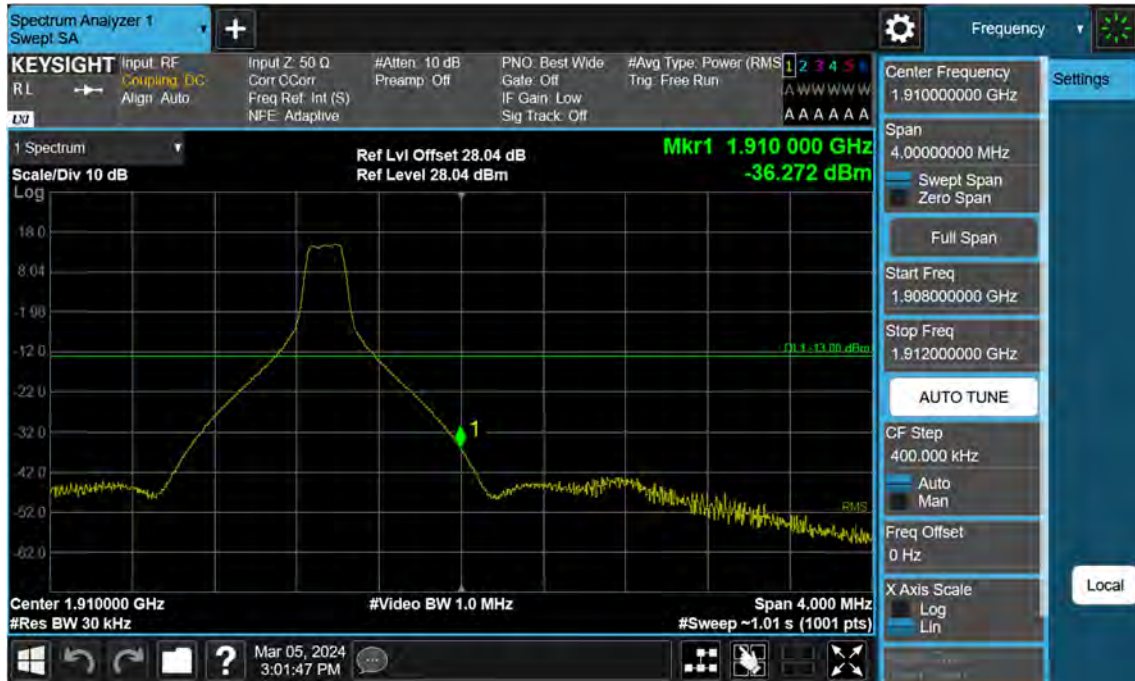 Spectrum Analyzer 1
Swept SA
+
Frequency
KEYSIGHT
RL
LXI
Input: RF
Coupling: DC
Align: Auto
Input Z: 50 Ω
Corr CCorr
Freq Ref: Int (S)
NFE: Adaptive
#Atten: 10 dB
Preamp: Off
PNO: Best Wide
Gate: Off
IF Gain: Low
Sig Track: Off
#Avg Type: Power (RMS
Trig: Free Run
1 2 3 4 5 6
A W W W W W
A A A A A A
Center Frequency
1.910000000 GHz
Settings
Span
4.00000000 MHz
Swept Span
Zero Span
Full Span
Start Freq
1.908000000 GHz
Stop Freq
1.912000000 GHz
AUTO TUNE
CF Step
400.000 kHz
Auto
Man
Freq Offset
0 Hz
X Axis Scale
Log
Lin
Local
1 Spectrum
Scale/Div 10 dB
Log
Ref Lvl Offset 28.04 dB
Ref Level 28.04 dBm
Mkr1 1.910 000 GHz
-36.272 dBm
18.0
8.04
-1.96
-12.0
-22.0
-32.0
-42.0
-52.0
-62.0
DL1 -13.00 dBm
1
RMS
Center 1.910000 GHz
#Res BW 30 kHz
#Video BW 1.0 MHz
Span 4.000 MHz
#Sweep ~1.01 s (1001 pts)
?
Mar 05, 2024
3:01:47 PM